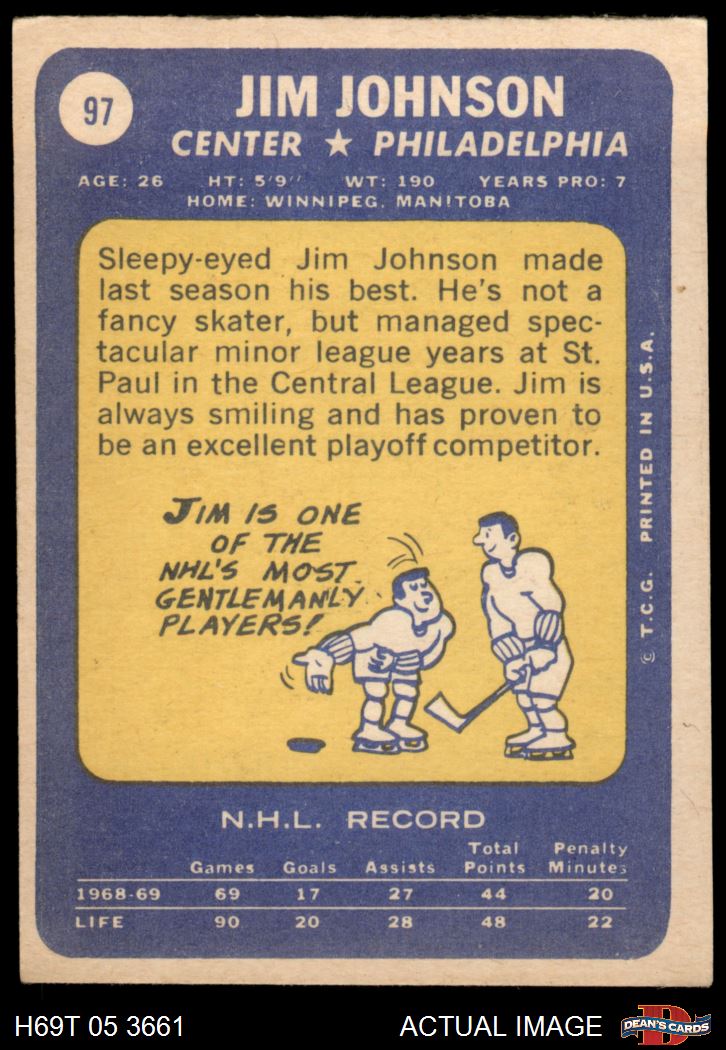 97
JIM JOHNSON
CENTER ★ PHILADELPHIA
AGE: 26 HT: 5'9" WT: 190 YEARS PRO: 7
HOME: WINNIPEG, MANITOBA
Sleepy-eyed Jim Johnson made
last season his best. He's not a
fancy skater, but managed spec-
tacular minor league years at St.
Paul in the Central League. Jim is
always smiling and has proven to
be an excellent playoff competitor.
JIM IS ONE
OF THE
NHL'S MOST
GENTLEMANLY
PLAYERS!
© T.C.G. PRINTED IN U.S.A.
N.H.L. RECORD
Games Goals Assists Total Points Penalty Minutes
1968-69 69 17 27 44 20
LIFE 90 20 28 48 22
H69T 05 3661
ACTUAL IMAGE
D
DEAN'S CARDS